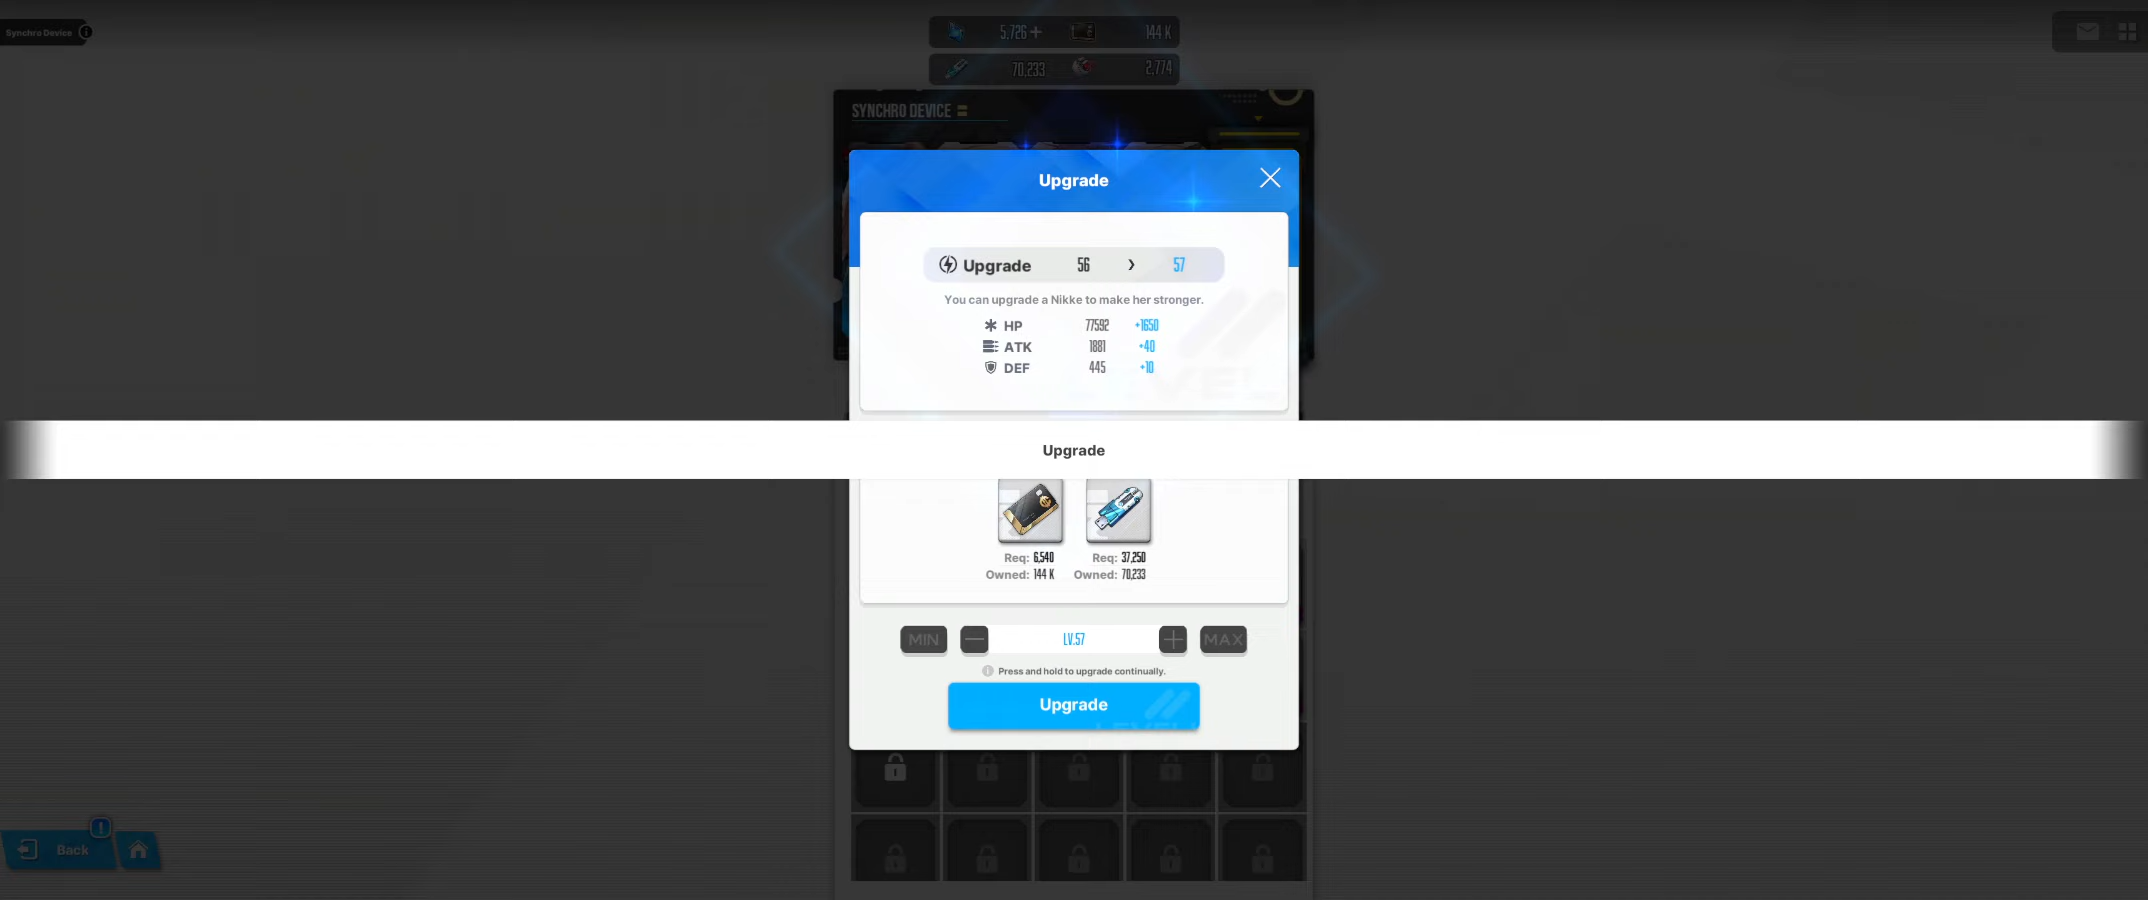 Synchro Device
5,726
144 K
70,233
2,774
SYNCHRO DEVICE
Upgrade
Upgrade 56 > 57
You can upgrade a Nikke to make her stronger.
HP 77592 +1650
ATK 1881 +40
DEF 445 +10
Upgrade
Req: 6,540 Req: 37,250
Owned: 144 K Owned: 70,233
MIN LV.57 MAX
Press and hold to upgrade continually.
Upgrade
Back